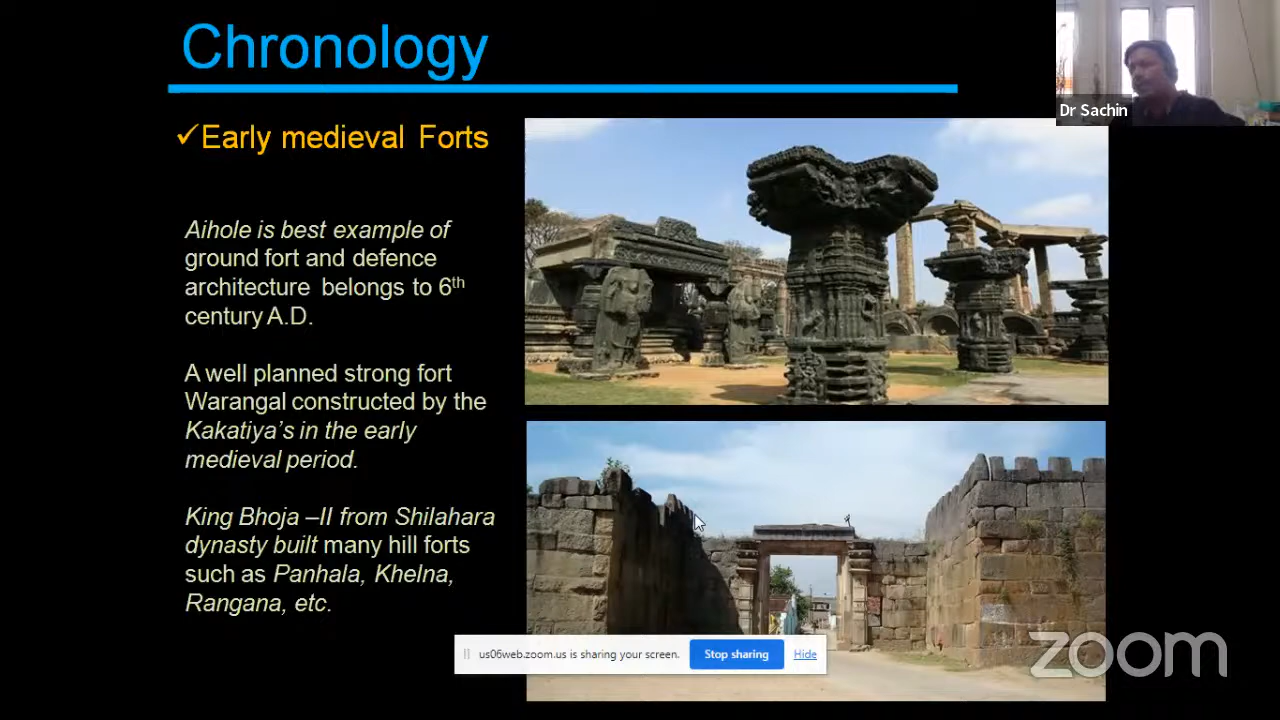 Chronology
Dr Sachin
✓Early medieval Forts
Aihole is best example of
ground fort and defence
architecture belongs to 6th
century A.D.
A well planned strong fort
Warangal constructed by the
Kakatiya's in the early
medieval period.
King Bhoja –II from Shilahara
dynasty built many hill forts
such as Panhala, Khelna,
Rangana, etc.
us06web.zoom.us is sharing your screen. Stop sharing Hide
zoom